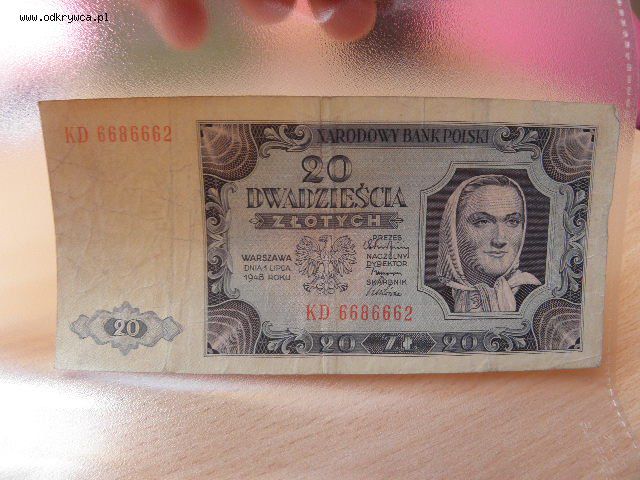 www.odkrywca.pl
KD 6686662
NARODOWY BANK POLSKI
20
DWADZIEŚCIA
ZŁOTYCH
WARSZAWA
DNIA 1 LIPCA
1948 ROKU
PREZES
NACZELNY
DYREKTOR
SKARBNIK
KD 6686662
20
20 ZŁ 20